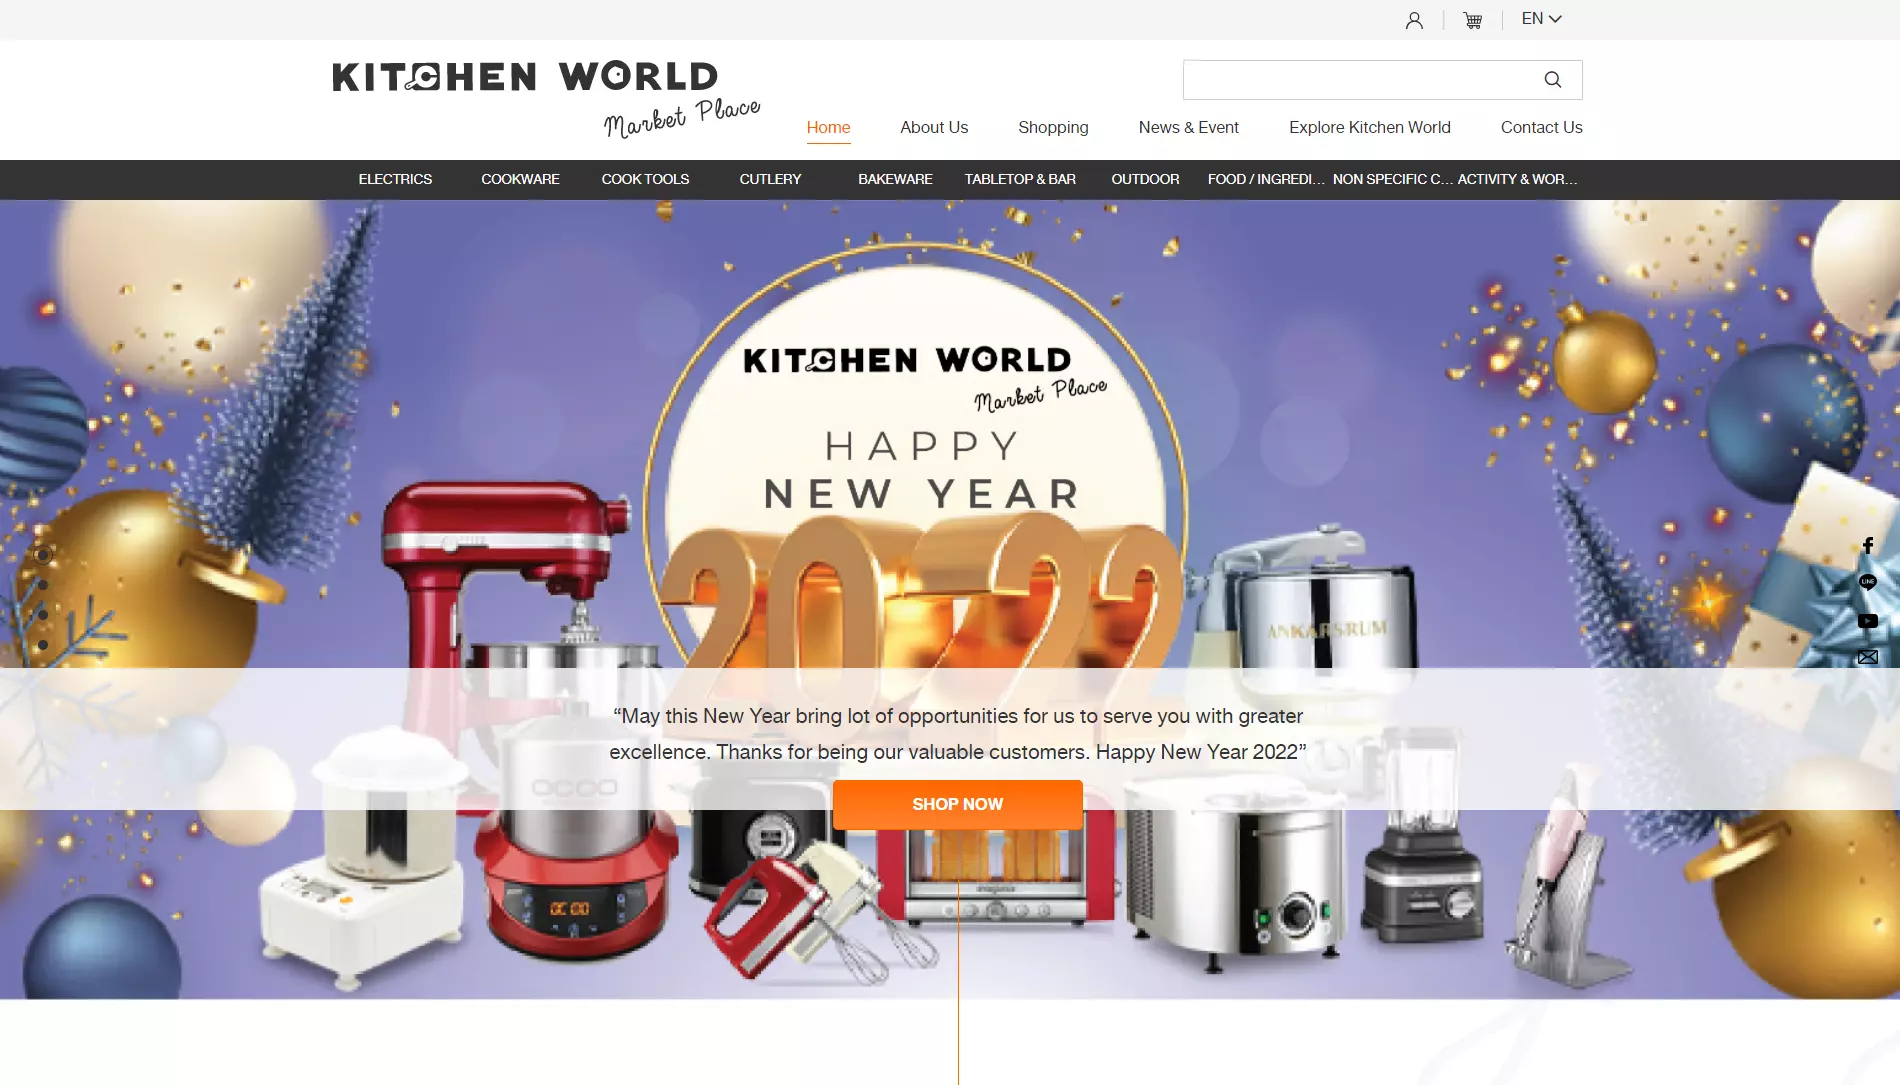 EN
KITCHEN WORLD
Market Place
Home About Us Shopping News & Event Explore Kitchen World Contact Us
ELECTRICS COOKWARE COOK TOOLS CUTLERY BAKEWARE TABLETOP & BAR OUTDOOR FOOD / INGREDI... NON SPECIFIC C... ACTIVITY & WOR...
KITCHEN WORLD
Market Place
HAPPY
NEW YEAR
2022
ANKARSRUM
LINE
“May this New Year bring lot of opportunities for us to serve you with greater
excellence. Thanks for being our valuable customers. Happy New Year 2022”
OCOO
SHOP NOW